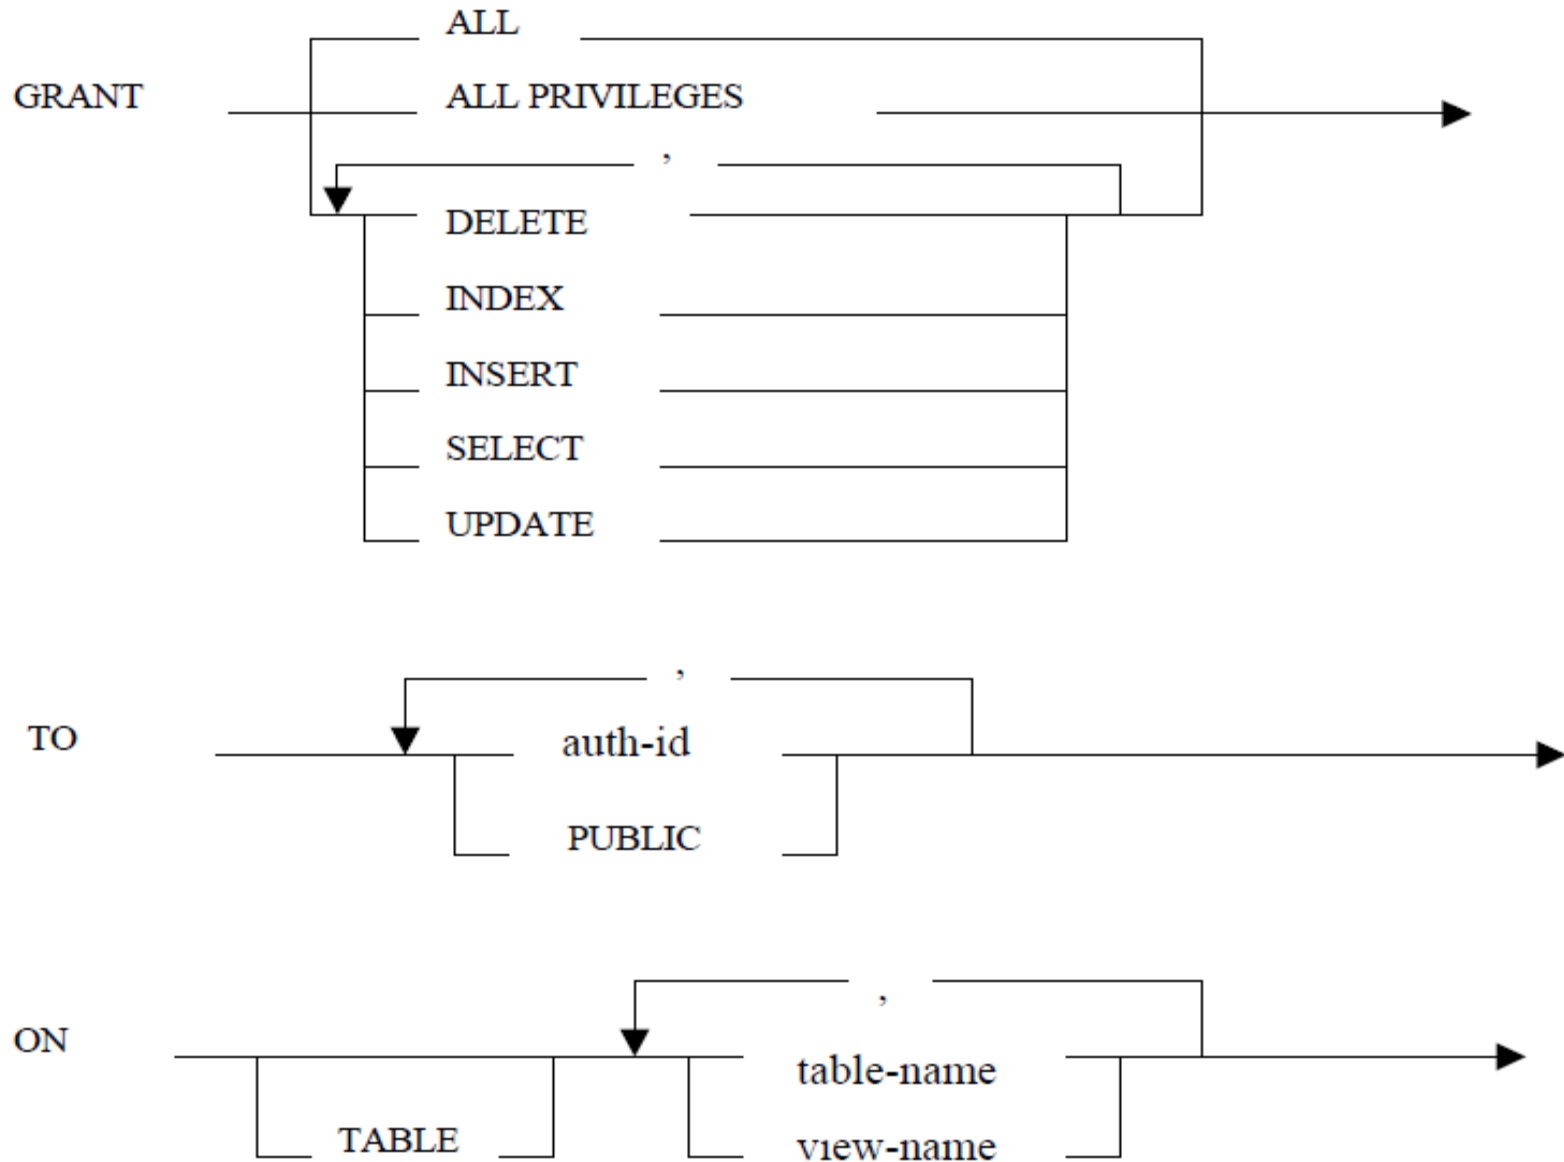 ALL
GRANT
ALL PRIVILEGES
,
DELETE
INDEX
INSERT
SELECT
UPDATE
,
TO
auth-id
PUBLIC
,
ON
table-name
TABLE
view-name